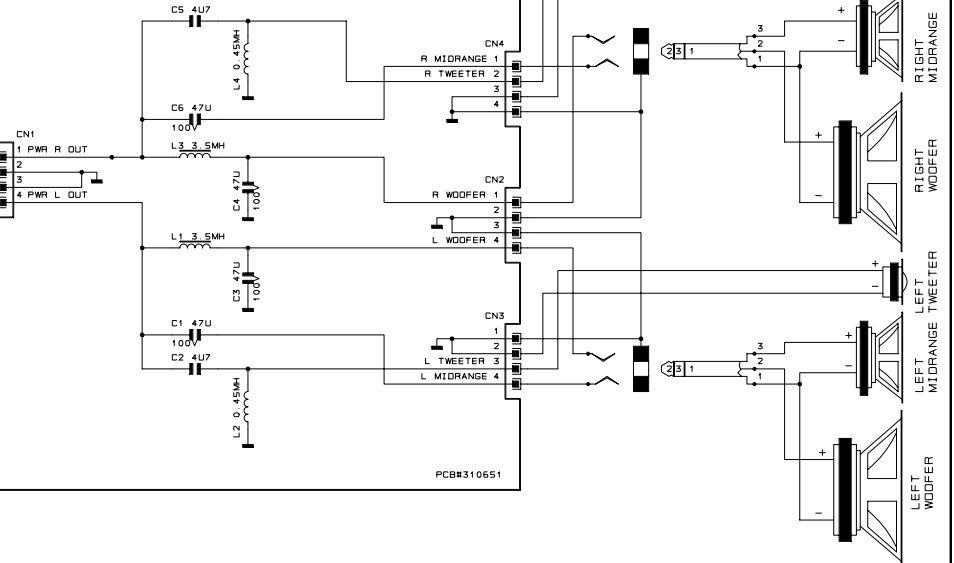 C5 4U7
L4 0.45MH
CN4
R MIDRANGE 1
R TWEETER 2
3
4
C6 47U
100V
CN1
1 PWR R OUT
2
3
4 PWR L OUT
L3 3.5MH
C4 47U
100V
CN2
R WOOFER 1
2
3
L WOOFER 4
L1 3.5MH
C3 47U
100V
CN3
1
2
L TWEETER 3
L MIDRANGE 4
C1 47U
100V
C2 4U7
L2 0.45MH
PCB#310651
2 3 1
3
2
1
+
-
RIGHT
MIDRANGE
+
-
RIGHT
WOOFER
+
-
LEFT
TWEETER
2 3 1
3
2
1
+
-
LEFT
MIDRANGE
+
-
LEFT
WOOFER